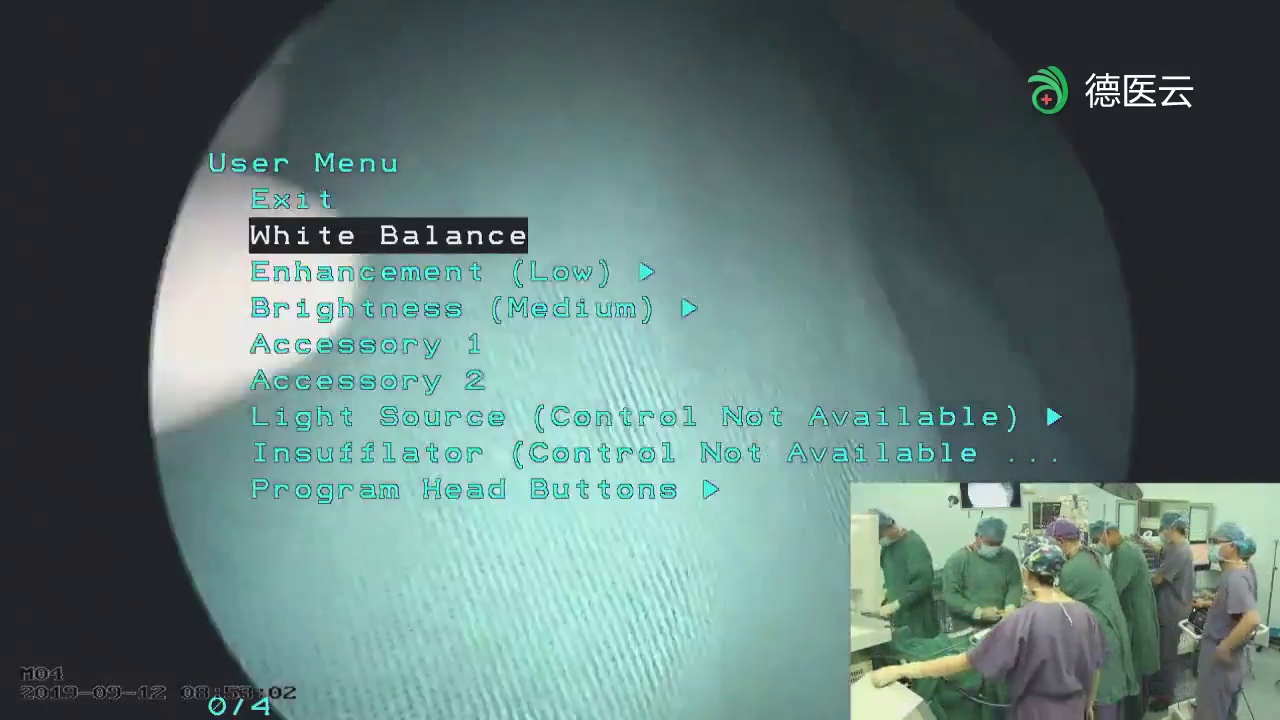 德医云
User Menu
Exit
White Balance
Enhancement (Low) ▶
Brightness (Medium) ▶
Accessory 1
Accessory 2
Light Source (Control Not Available) ▶
Insufflator (Control Not Available ...
Program Head Buttons ▶
M04
2019-09-12 08:53:02
0/4